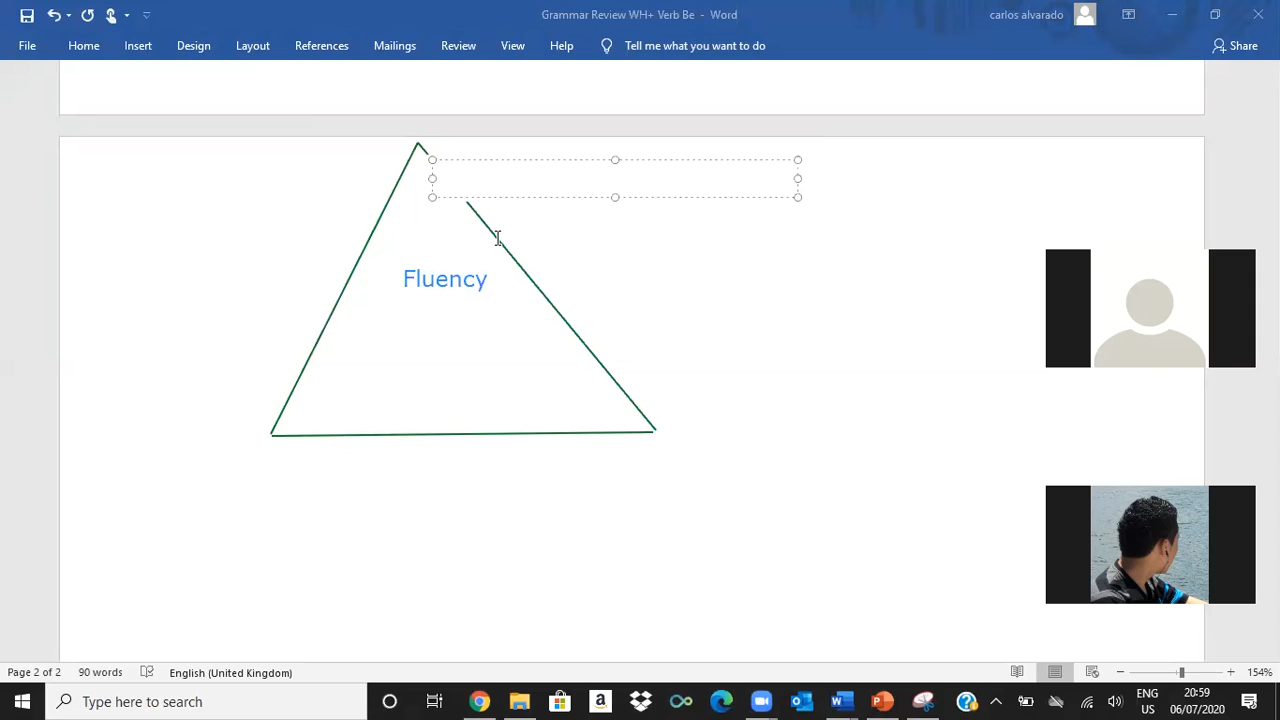 Grammar Review WH+ Verb Be - Word
carlos alvarado
File Home Insert Design Layout References Mailings Review View Help Tell me what you want to do Share
Fluency
Page 2 of 2 90 words English (United Kingdom) 154%
Type here to search
ENG 20:59
US 06/07/2020